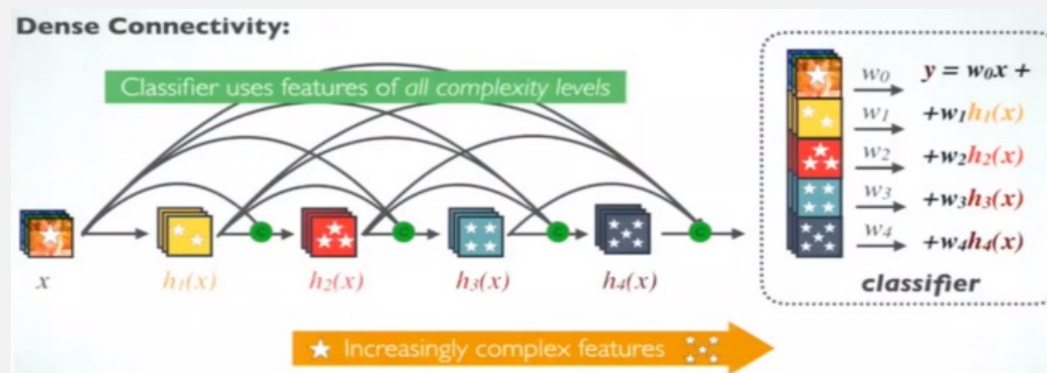 Dense Connectivity:
Classifier uses features of all complexity levels
x
h1(x)
h2(x)
h3(x)
h4(x)
C
C
C
C
Increasingly complex features
w0
y = w0x +
w1
+w1h1(x)
w2
+w2h2(x)
w3
+w3h3(x)
w4
+w4h4(x)
classifier